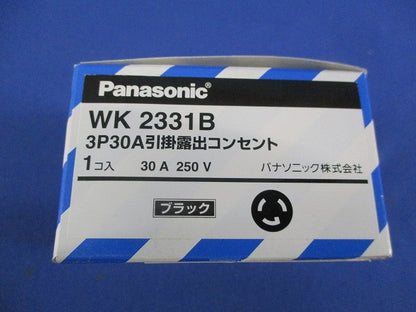 Panasonic
WK 2331B
3P30A引掛露出コンセント
1コ入 30 A 250 V パナソニック株式会社
ブラック